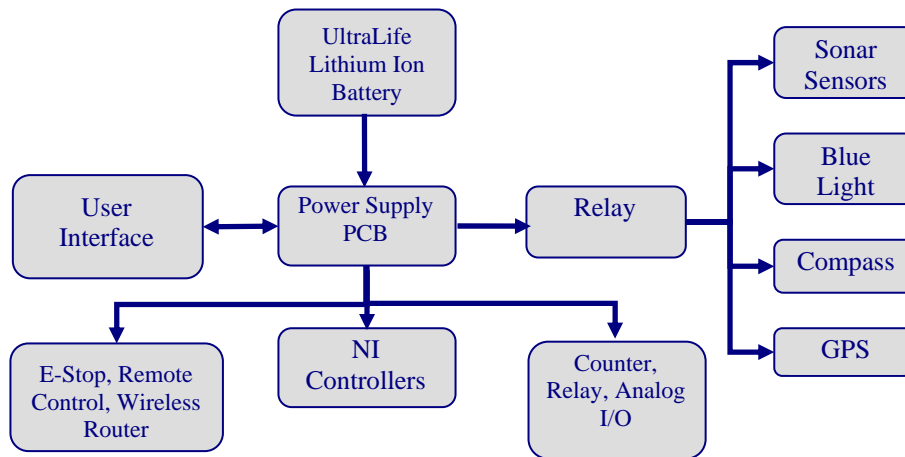 UltraLife
Lithium Ion
Battery
Sonar
Sensors
Blue
Light
User
Interface
Power Supply
PCB
Relay
Compass
GPS
E-Stop, Remote
Control, Wireless
Router
NI
Controllers
Counter,
Relay, Analog
I/O